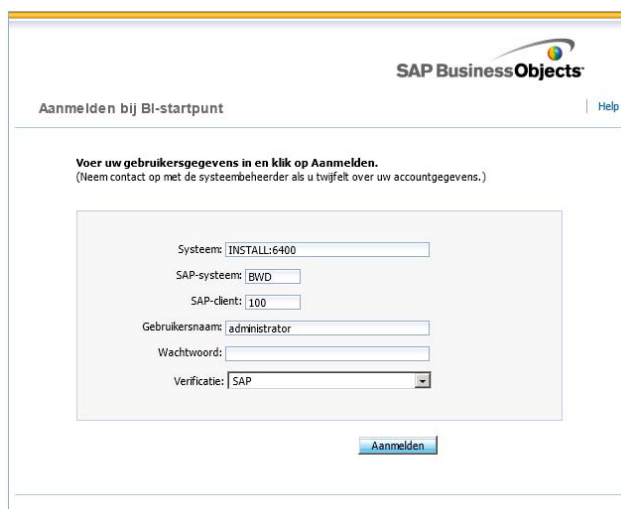 SAP BusinessObjects™
Aanmelden bij BI-startpunt
Help
Voer uw gebruikersgegevens in en klik op Aanmelden.
(Neem contact op met de systeembeheerder als u twijfelt over uw accountgegevens.)
Systeem: INSTALL:6400
SAP-systeem: BWD
SAP-client: 100
Gebruikersnaam: administrator
Wachtwoord:
Verificatie: SAP
Aanmelden